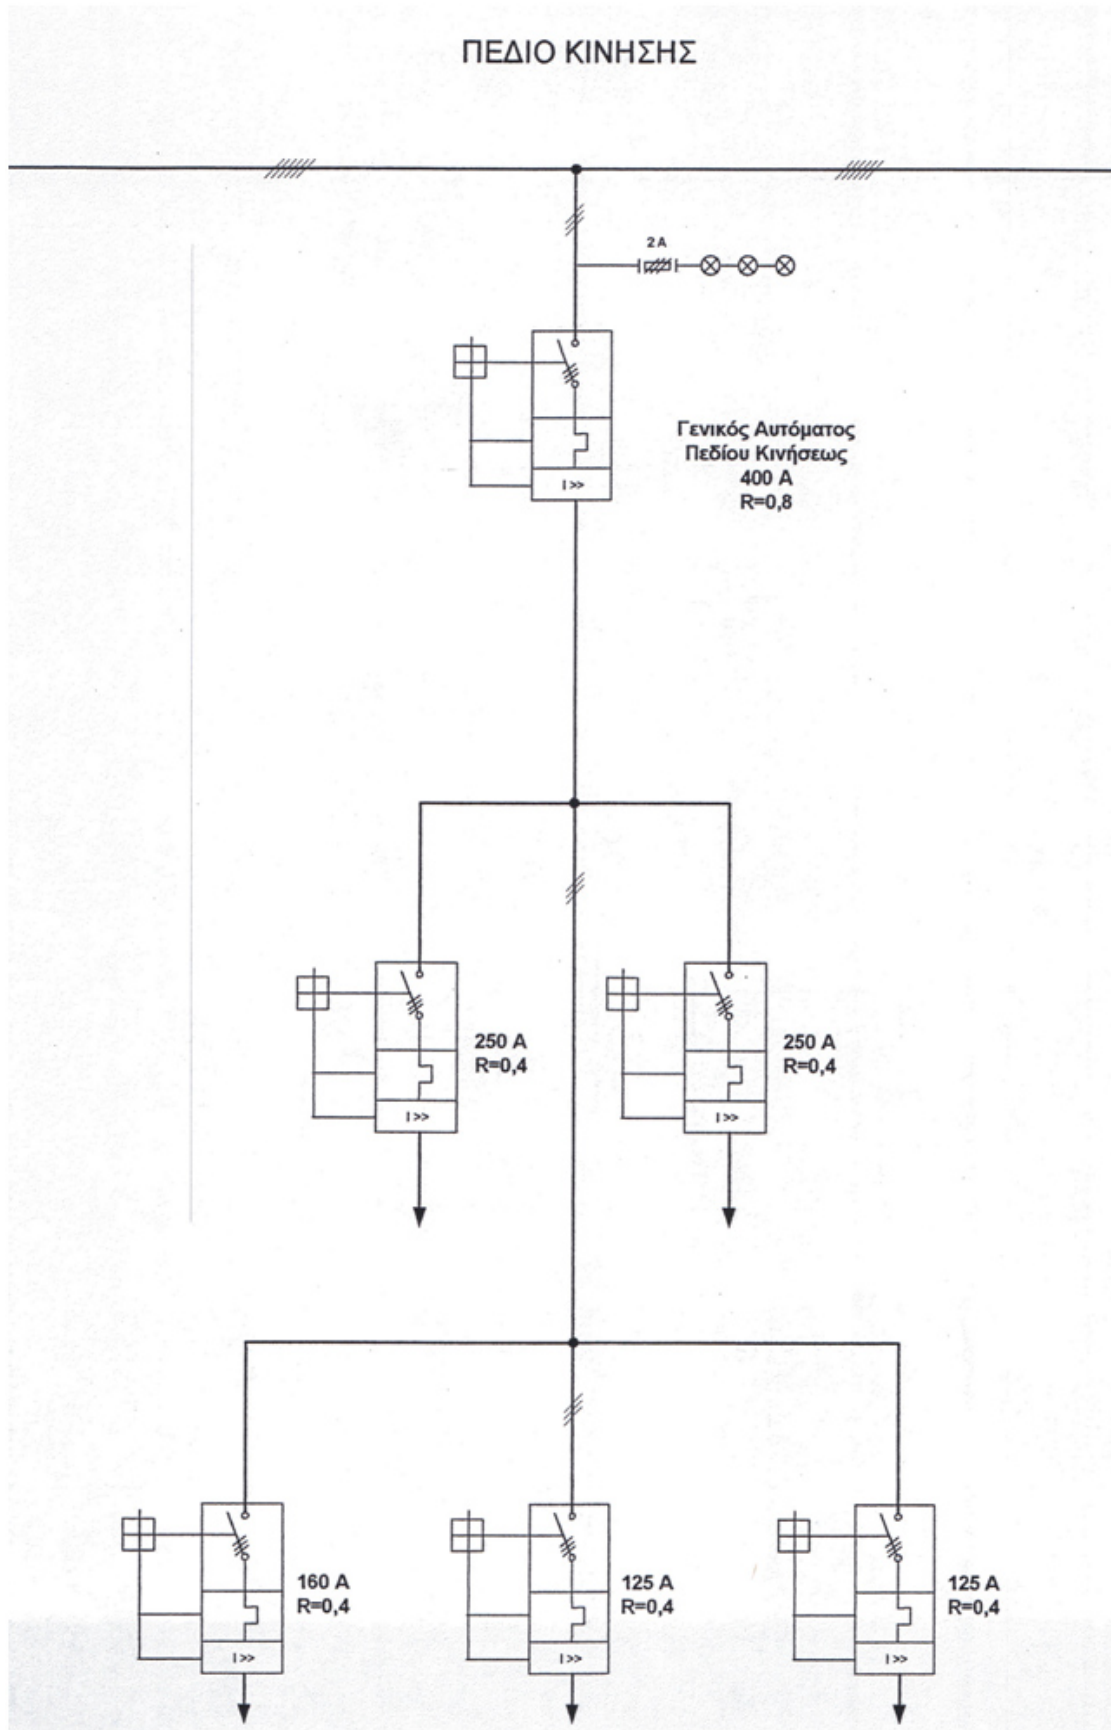 ΠΕΔΙΟ ΚΙΝΗΣΗΣ
2 A
Γενικός Αυτόματος
Πεδίου Κινήσεως
400 A
R=0,8
I >>
250 A
R=0,4
I >>
250 A
R=0,4
I >>
160 A
R=0,4
I >>
125 A
R=0,4
I >>
125 A
R=0,4
I >>